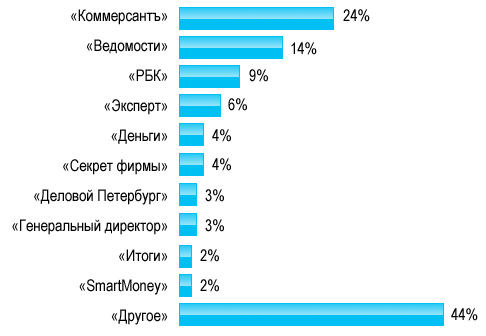 «Коммерсантъ» 24%
«Ведомости» 14%
«РБК» 9%
«Эксперт» 6%
«Деньги» 4%
«Секрет фирмы» 4%
«Деловой Петербург» 3%
«Генеральный директор» 3%
«Итоги» 2%
«SmartMoney» 2%
«Другое» 44%